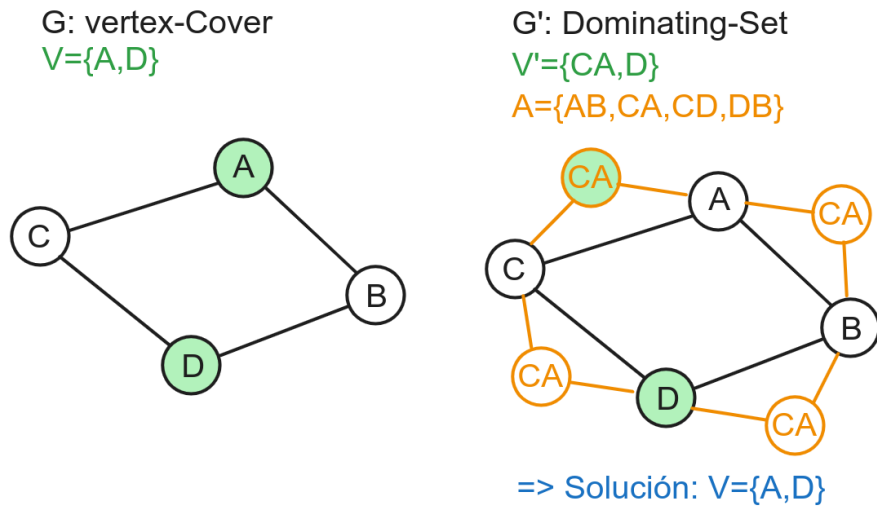 G: vertex-Cover
V={A,D}
A
C
B
D
G': Dominating-Set
V'={CA,D}
A={AB,CA,CD,DB}
CA
A
CA
C
B
CA
D
CA
=> Solución: V={A,D}